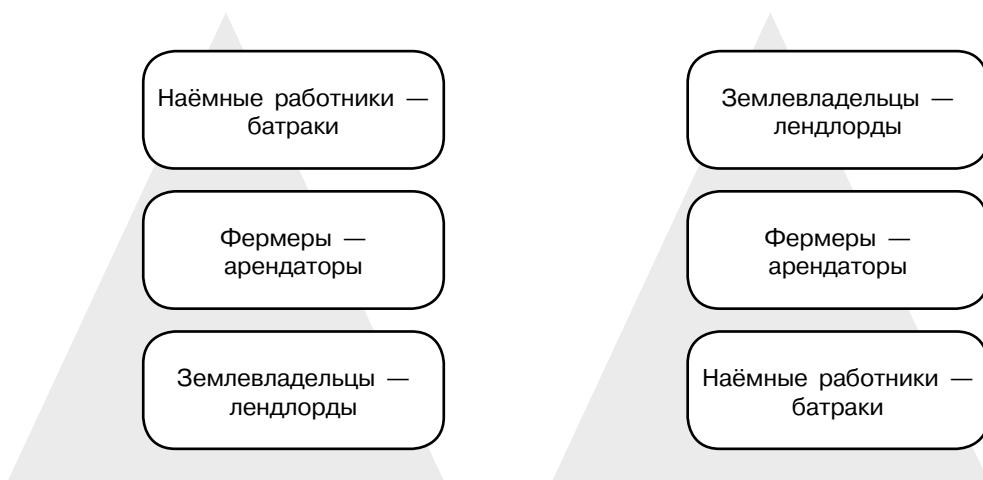 Наёмные работники —
батраки
Фермеры —
арендаторы
Землевладельцы —
лендлорды
Землевладельцы —
лендлорды
Фермеры —
арендаторы
Наёмные работники —
батраки